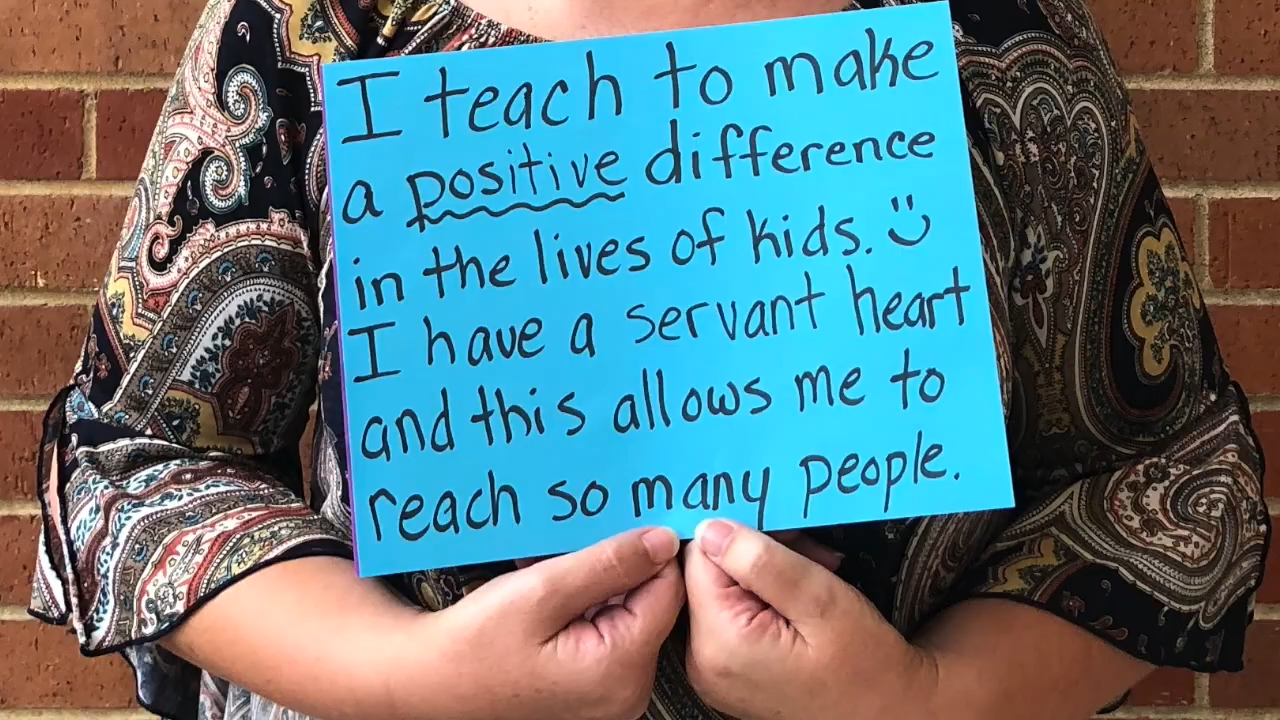 I teach to make
a positive difference
in the lives of kids. :)
I have a servant heart
and this allows me to
reach so many people.